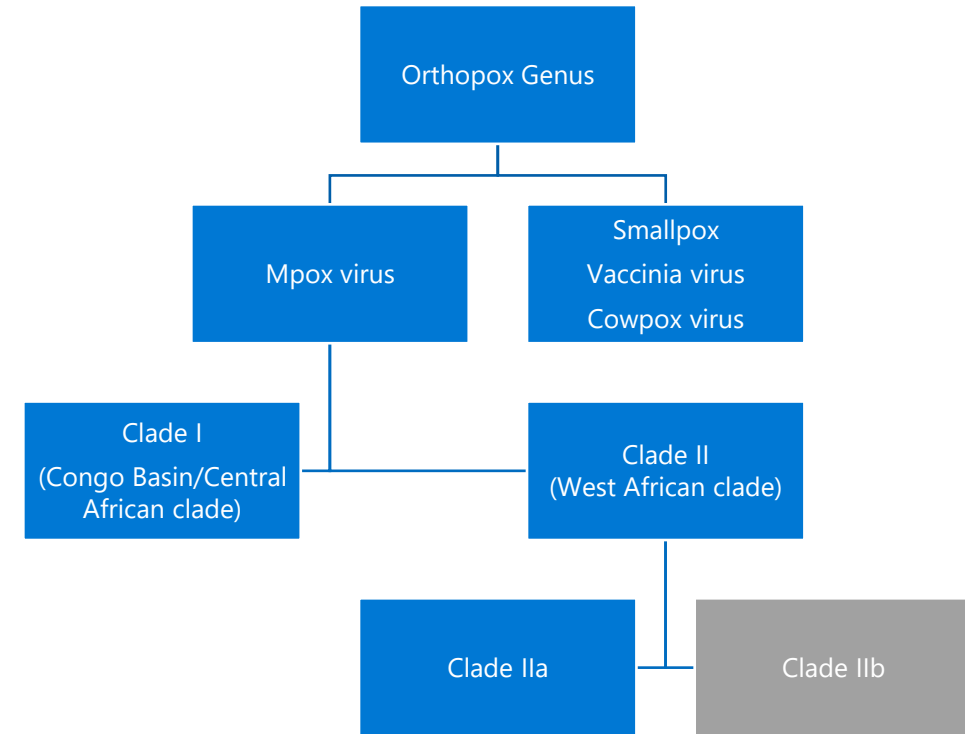 Orthopox Genus
Mpox virus
Smallpox
Vaccinia virus
Cowpox virus
Clade I
(Congo Basin/Central
African clade)
Clade II
(West African clade)
Clade IIa
Clade IIb